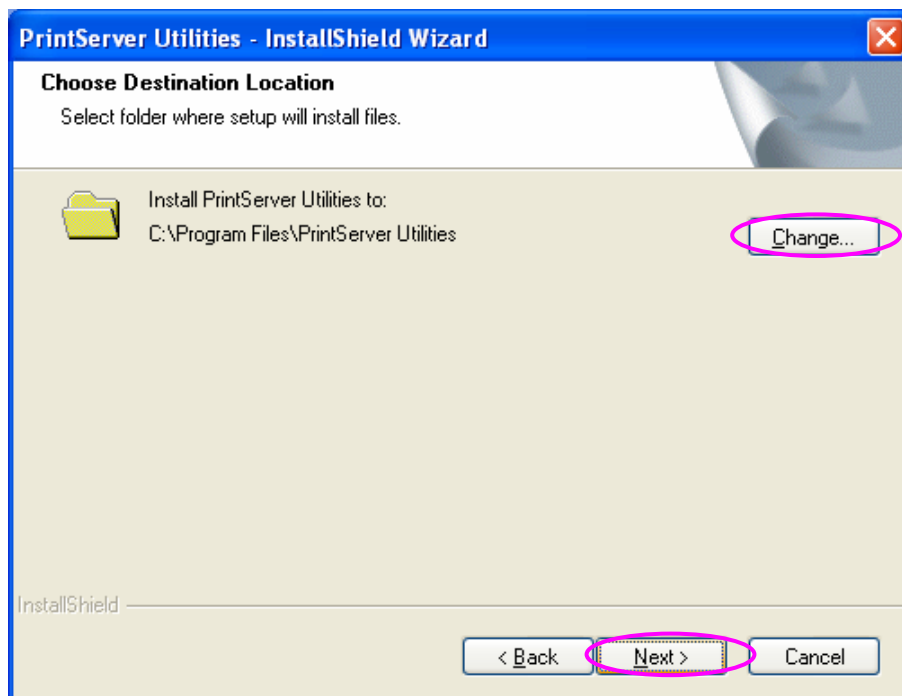 PrintServer Utilities - InstallShield Wizard
Choose Destination Location
Select folder where setup will install files.
Install PrintServer Utilities to:
C:\Program Files\PrintServer Utilities
Change...
InstallShield
< Back
Next >
Cancel